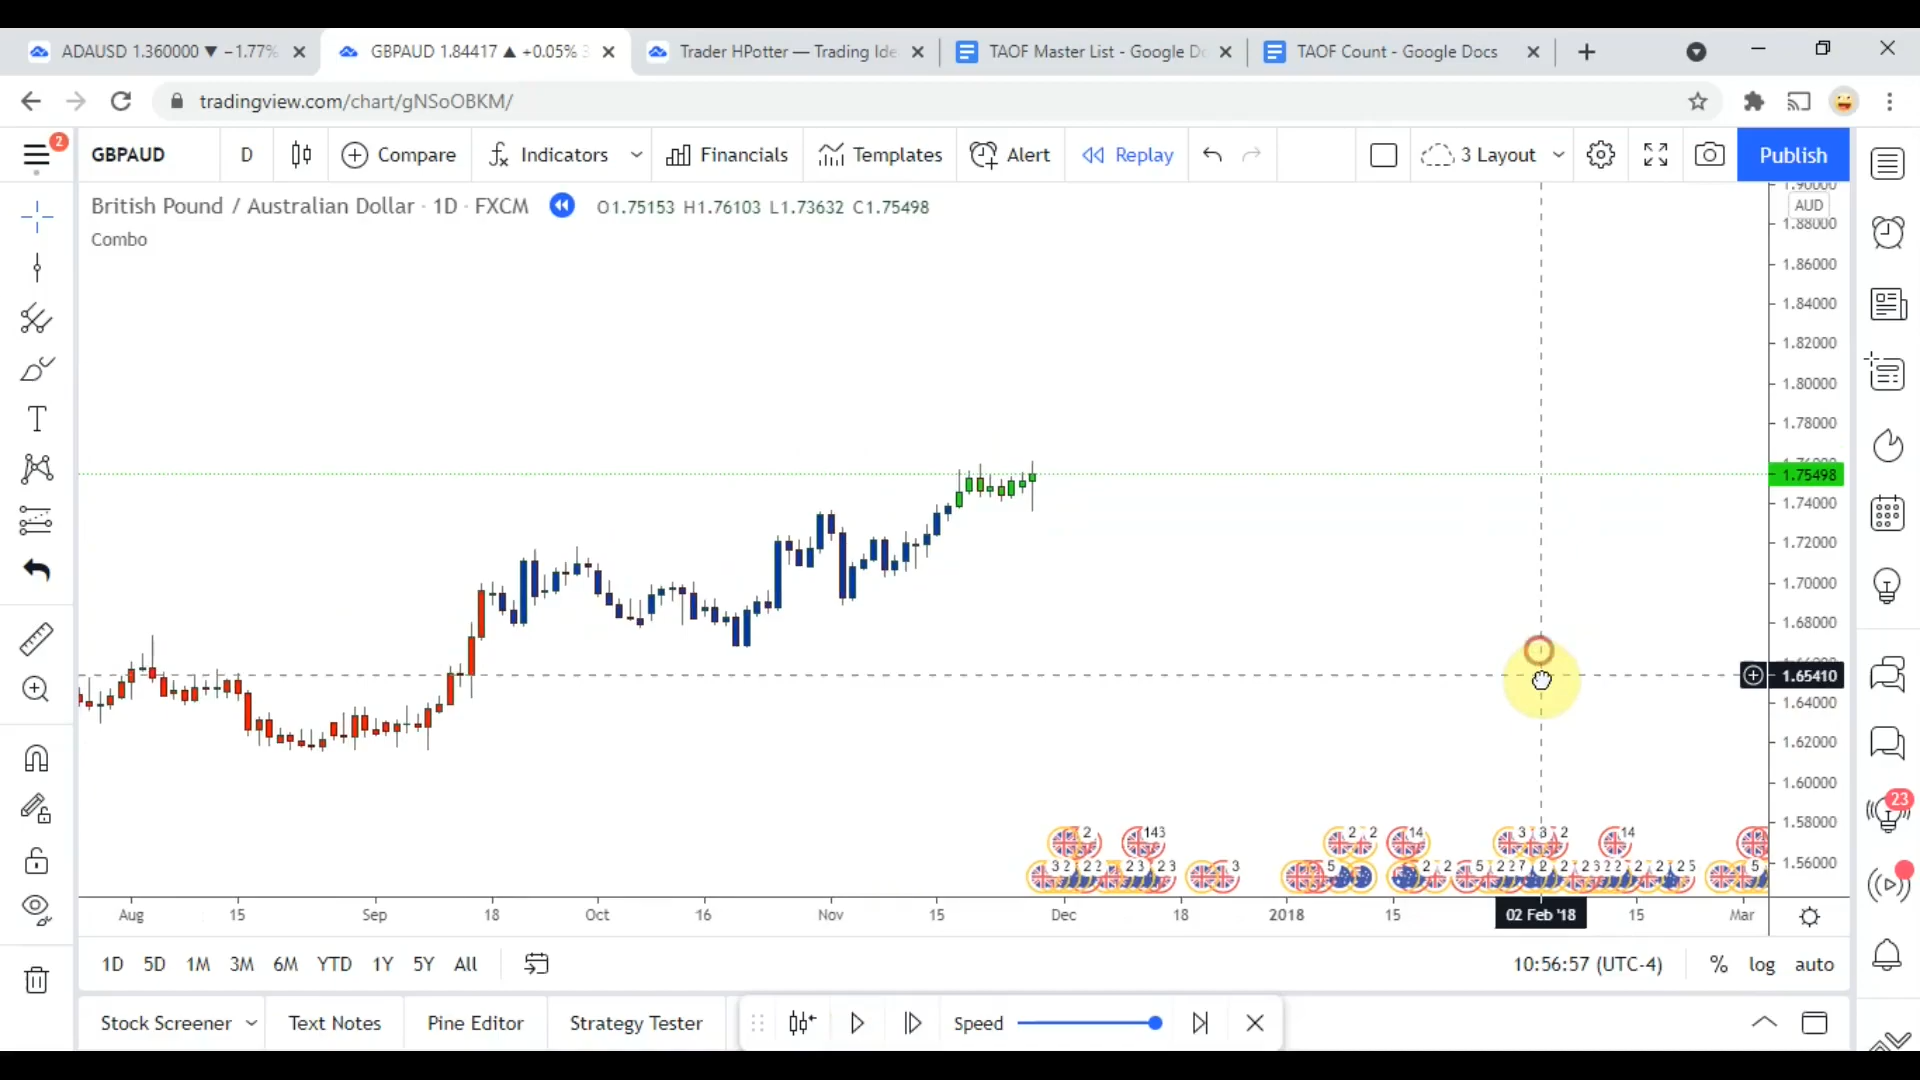 ADAUSD 1.360000 ▼ −1.77%
GBPAUD 1.84417 ▲ +0.05%
Trader HPotter — Trading Ide
TAOF Master List - Google Do
TAOF Count - Google Docs
tradingview.com/chart/gNSoOBKM/
2
GBPAUD
D
Compare
Indicators
Financials
Templates
Alert
Replay
3 Layout
Publish
British Pound / Australian Dollar · 1D · FXCM
O1.75153 H1.76103 L1.73632 C1.75498
Combo
1.90000
AUD
1.88000
1.86000
1.84000
1.82000
1.80000
1.78000
1.75498
1.74000
1.72000
1.70000
1.68000
1.65410
1.64000
1.62000
1.60000
1.58000
1.56000
23
Aug
15
Sep
18
Oct
16
Nov
15
Dec
18
2018
15
02 Feb '18
15
Mar
1D
5D
1M
3M
6M
YTD
1Y
5Y
All
10:56:57 (UTC-4)
%
log
auto
Stock Screener
Text Notes
Pine Editor
Strategy Tester
Speed